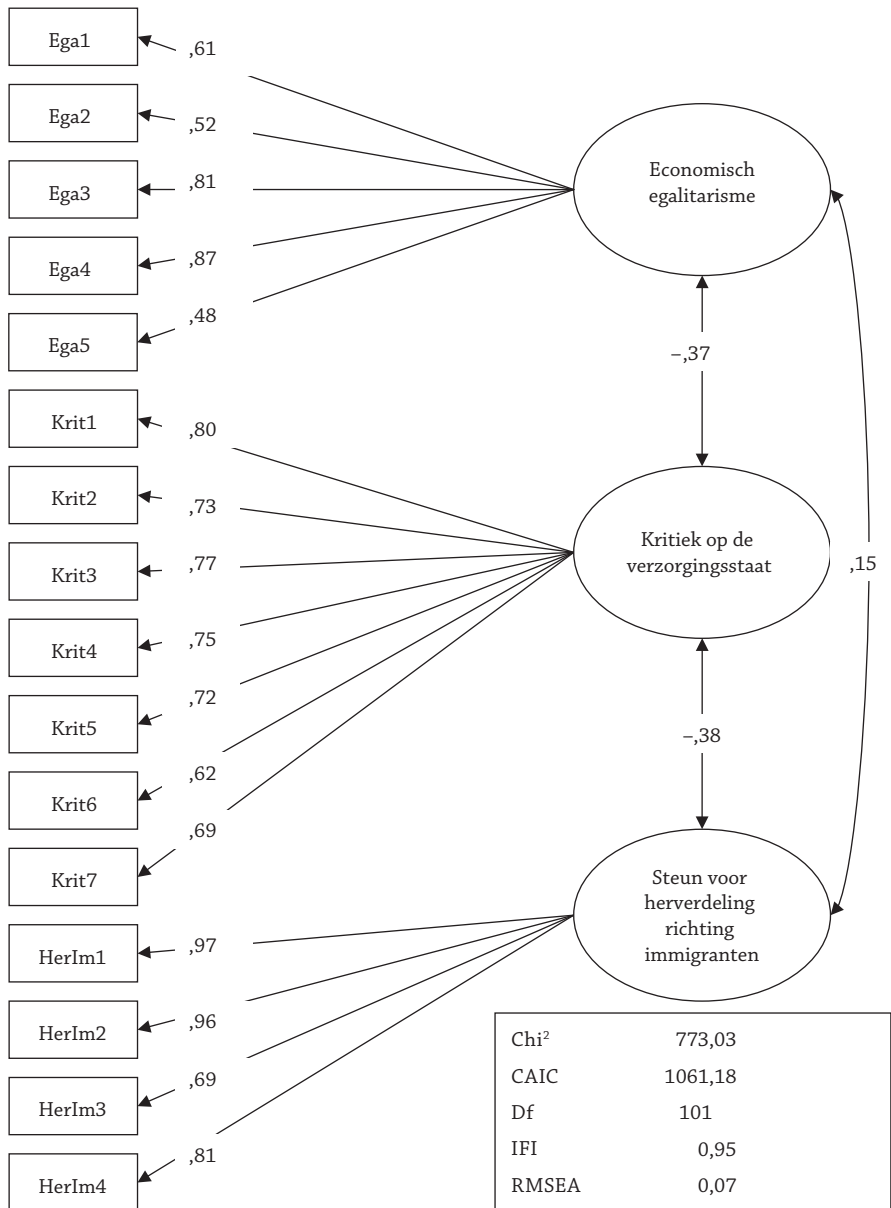 Ega1
,61
Ega2
,52
Ega3
,81
Ega4
,87
Ega5
,48
Economisch
egalitarisme
–,37
Krit1
,80
Krit2
,73
Krit3
,77
Krit4
,75
Krit5
,72
Krit6
,62
Krit7
,69
Kritiek op de
verzorgingsstaat
,15
–,38
HerIm1
,97
HerIm2
,96
HerIm3
,69
HerIm4
,81
Steun voor
herverdeling
richting
immigranten
Chi² 773,03
CAIC 1061,18
Df 101
IFI 0,95
RMSEA 0,07